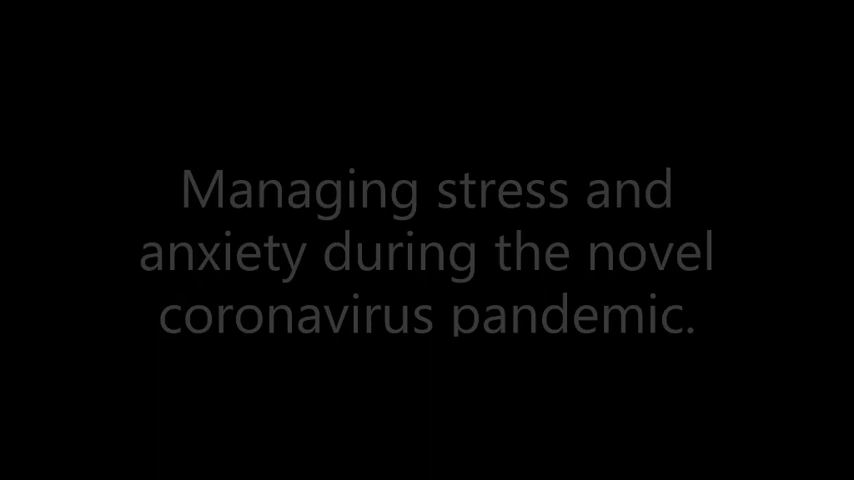 Managing stress and
anxiety during the novel
coronavirus pandemic.